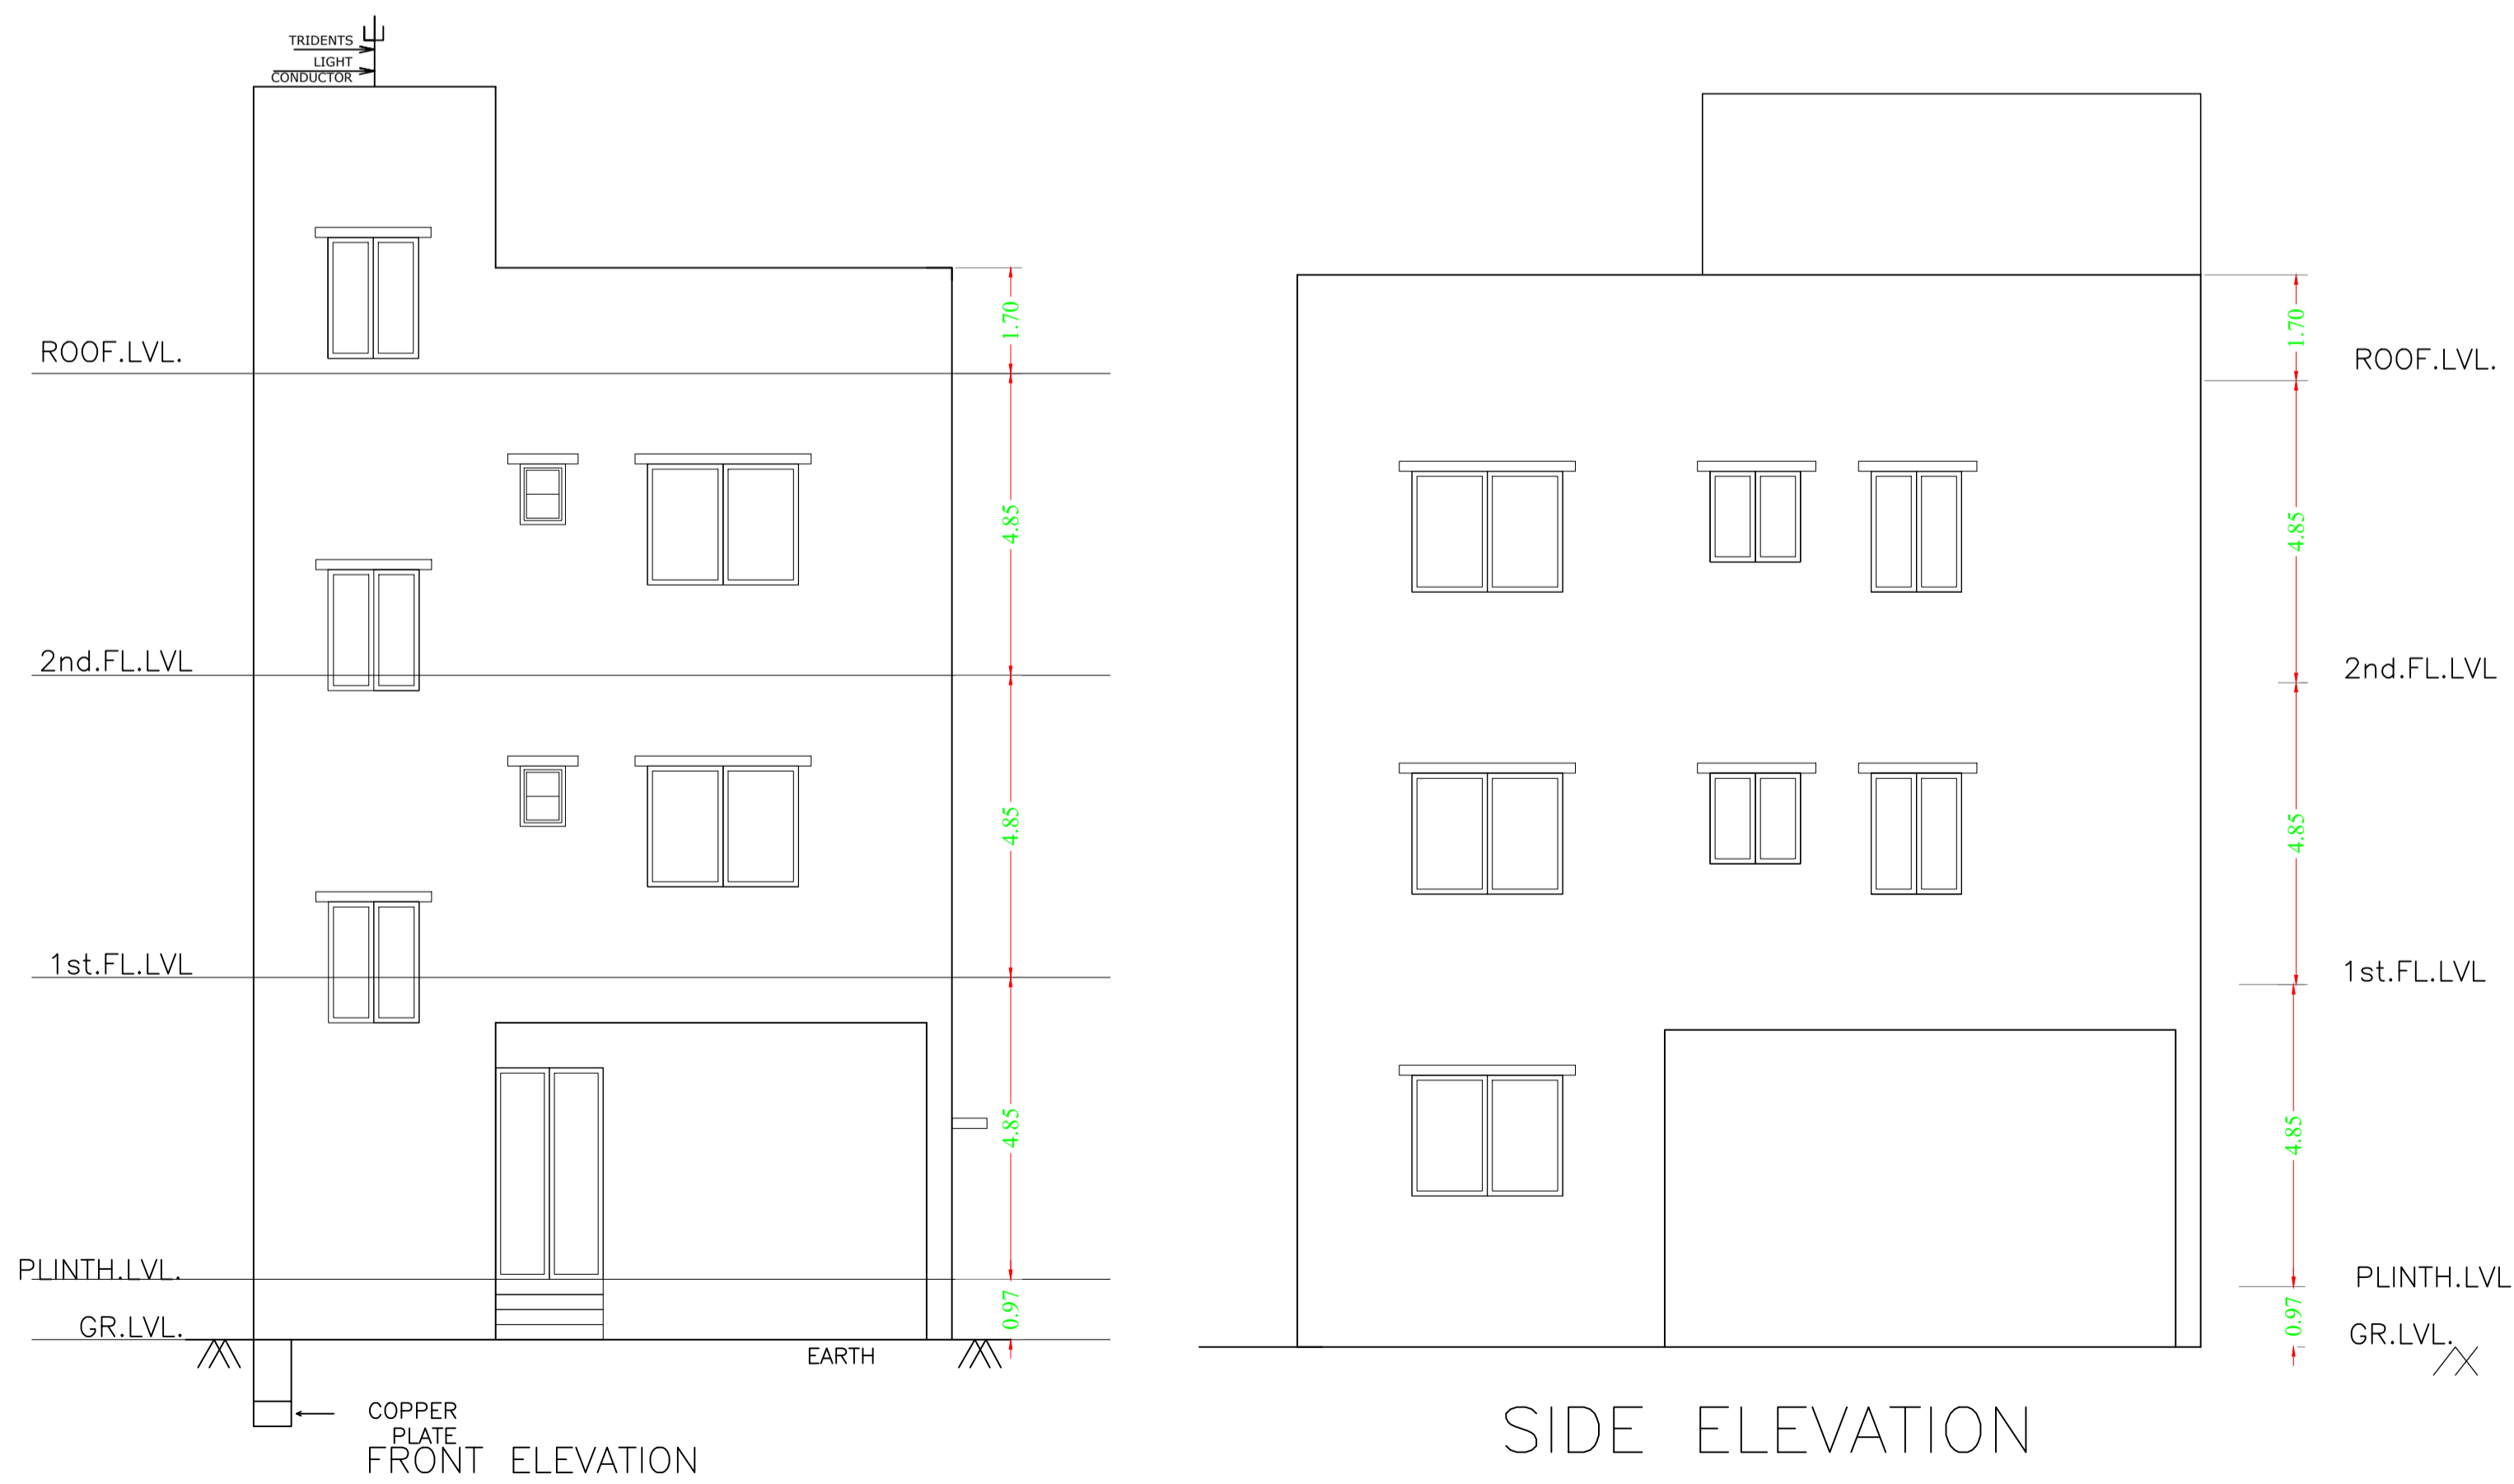 TRIDENTS
LIGHT
CONDUCTOR
1.70
ROOF.LVL.
4.85
2nd.FL.LVL
4.85
1st.FL.LVL
4.85
PLINTH.LVL.
0.97
GR.LVL.
EARTH
COPPER
PLATE
FRONT ELEVATION
1.70
ROOF.LVL.
4.85
2nd.FL.LVL
4.85
1st.FL.LVL
4.85
PLINTH.LVL
0.97
GR.LVL.
SIDE ELEVATION